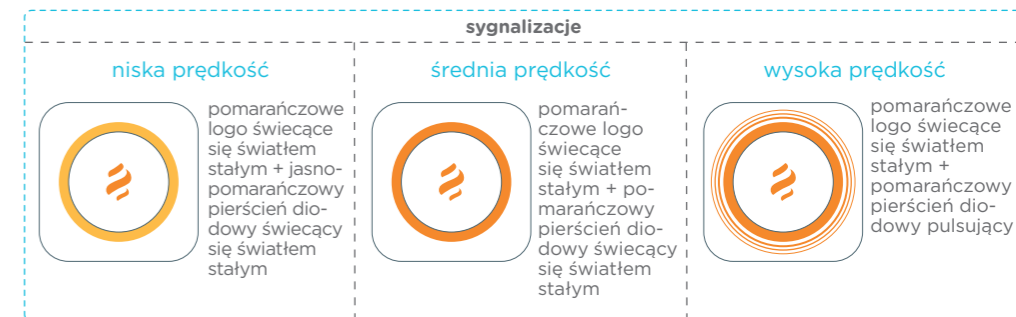 sygnalizacje
niska prędkość
pomarańczowe
logo świecące
się światłem
stałym + jasno-
pomarańczowy
pierścień dio-
dowy świecący
się światłem
stałym
średnia prędkość
pomarań-
czowe logo
świecące
się światłem
stałym + po-
marańczowy
pierścień dio-
dowy świecący
się światłem
stałym
wysoka prędkość
pomarańczowe
logo świecące
się światłem
stałym +
pomarańczowy
pierścień dio-
dowy pulsujący